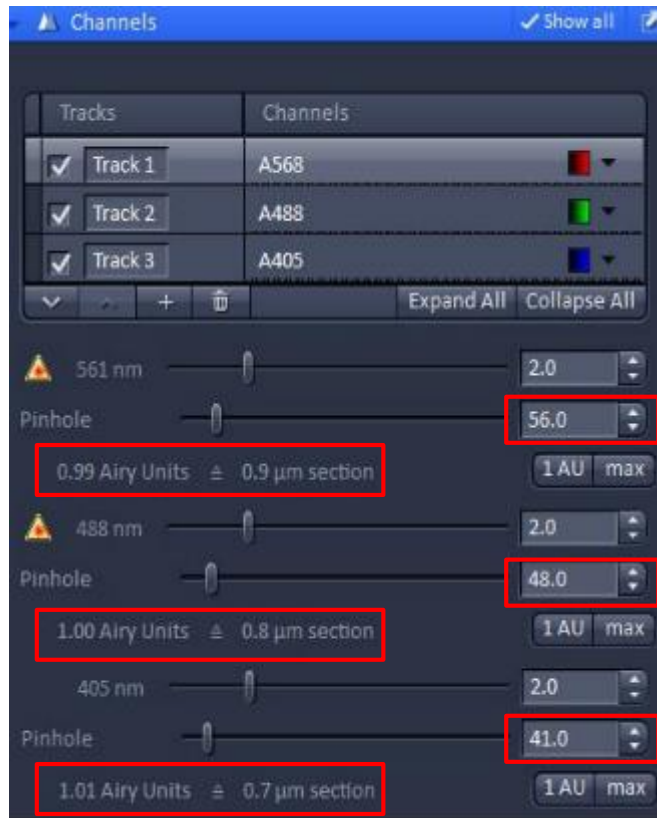 Channels Show all
Tracks Channels
Track 1 A568
Track 2 A488
Track 3 A405
+ Expand All Collapse All
561 nm 2.0
Pinhole 56.0
0.99 Airy Units ≙ 0.9 µm section 1 AU max
488 nm 2.0
Pinhole 48.0
1.00 Airy Units ≙ 0.8 µm section 1 AU max
405 nm 2.0
Pinhole 41.0
1.01 Airy Units ≙ 0.7 µm section 1 AU max